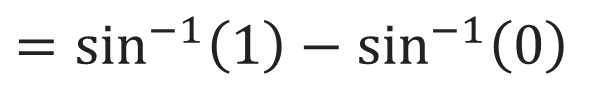 = sin⁻¹(1) − sin⁻¹(0)